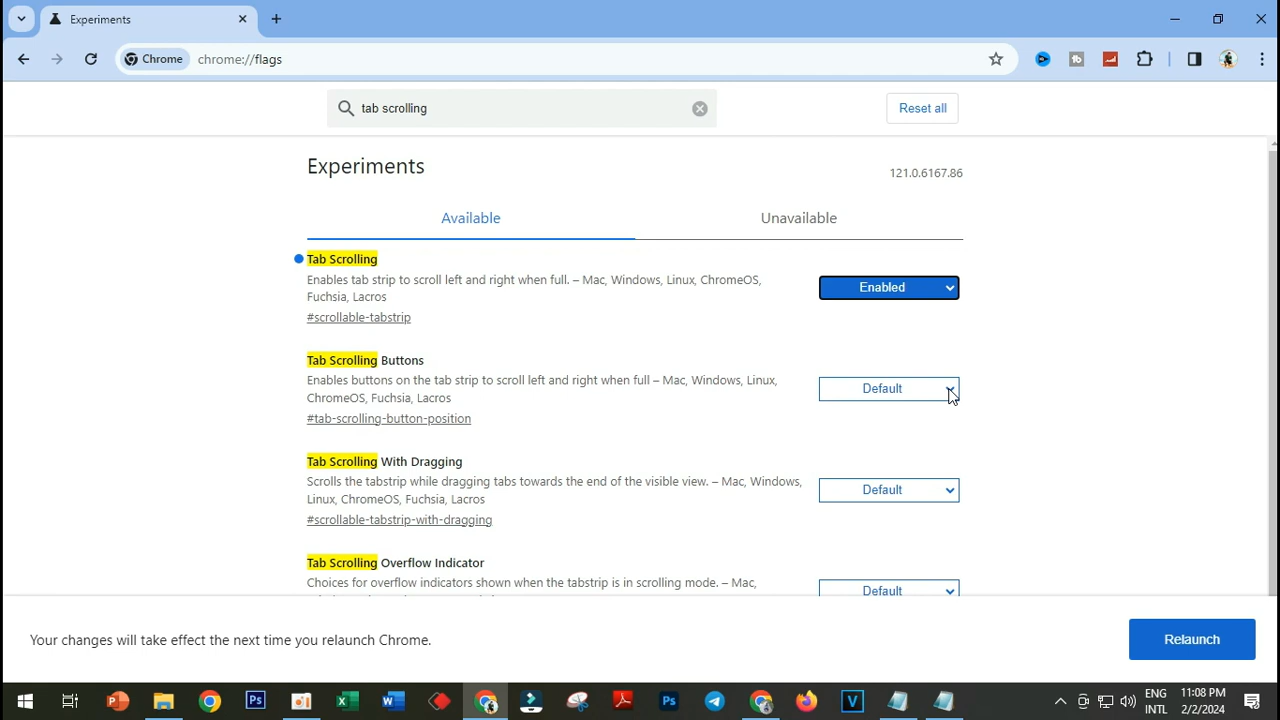 Experiments
Chrome
chrome://flags
tab scrolling
Reset all
Experiments
121.0.6167.86
Available
Unavailable
Tab Scrolling
Enables tab strip to scroll left and right when full. – Mac, Windows, Linux, ChromeOS,
Fuchsia, Lacros
#scrollable-tabstrip
Enabled
Tab Scrolling Buttons
Enables buttons on the tab strip to scroll left and right when full – Mac, Windows, Linux,
ChromeOS, Fuchsia, Lacros
#tab-scrolling-button-position
Default
Tab Scrolling With Dragging
Scrolls the tabstrip while dragging tabs towards the end of the visible view. – Mac, Windows,
Linux, ChromeOS, Fuchsia, Lacros
#scrollable-tabstrip-with-dragging
Default
Tab Scrolling Overflow Indicator
Choices for overflow indicators shown when the tabstrip is in scrolling mode. – Mac,
Default
Your changes will take effect the next time you relaunch Chrome.
Relaunch
ENG
INTL
11:08 PM
2/2/2024